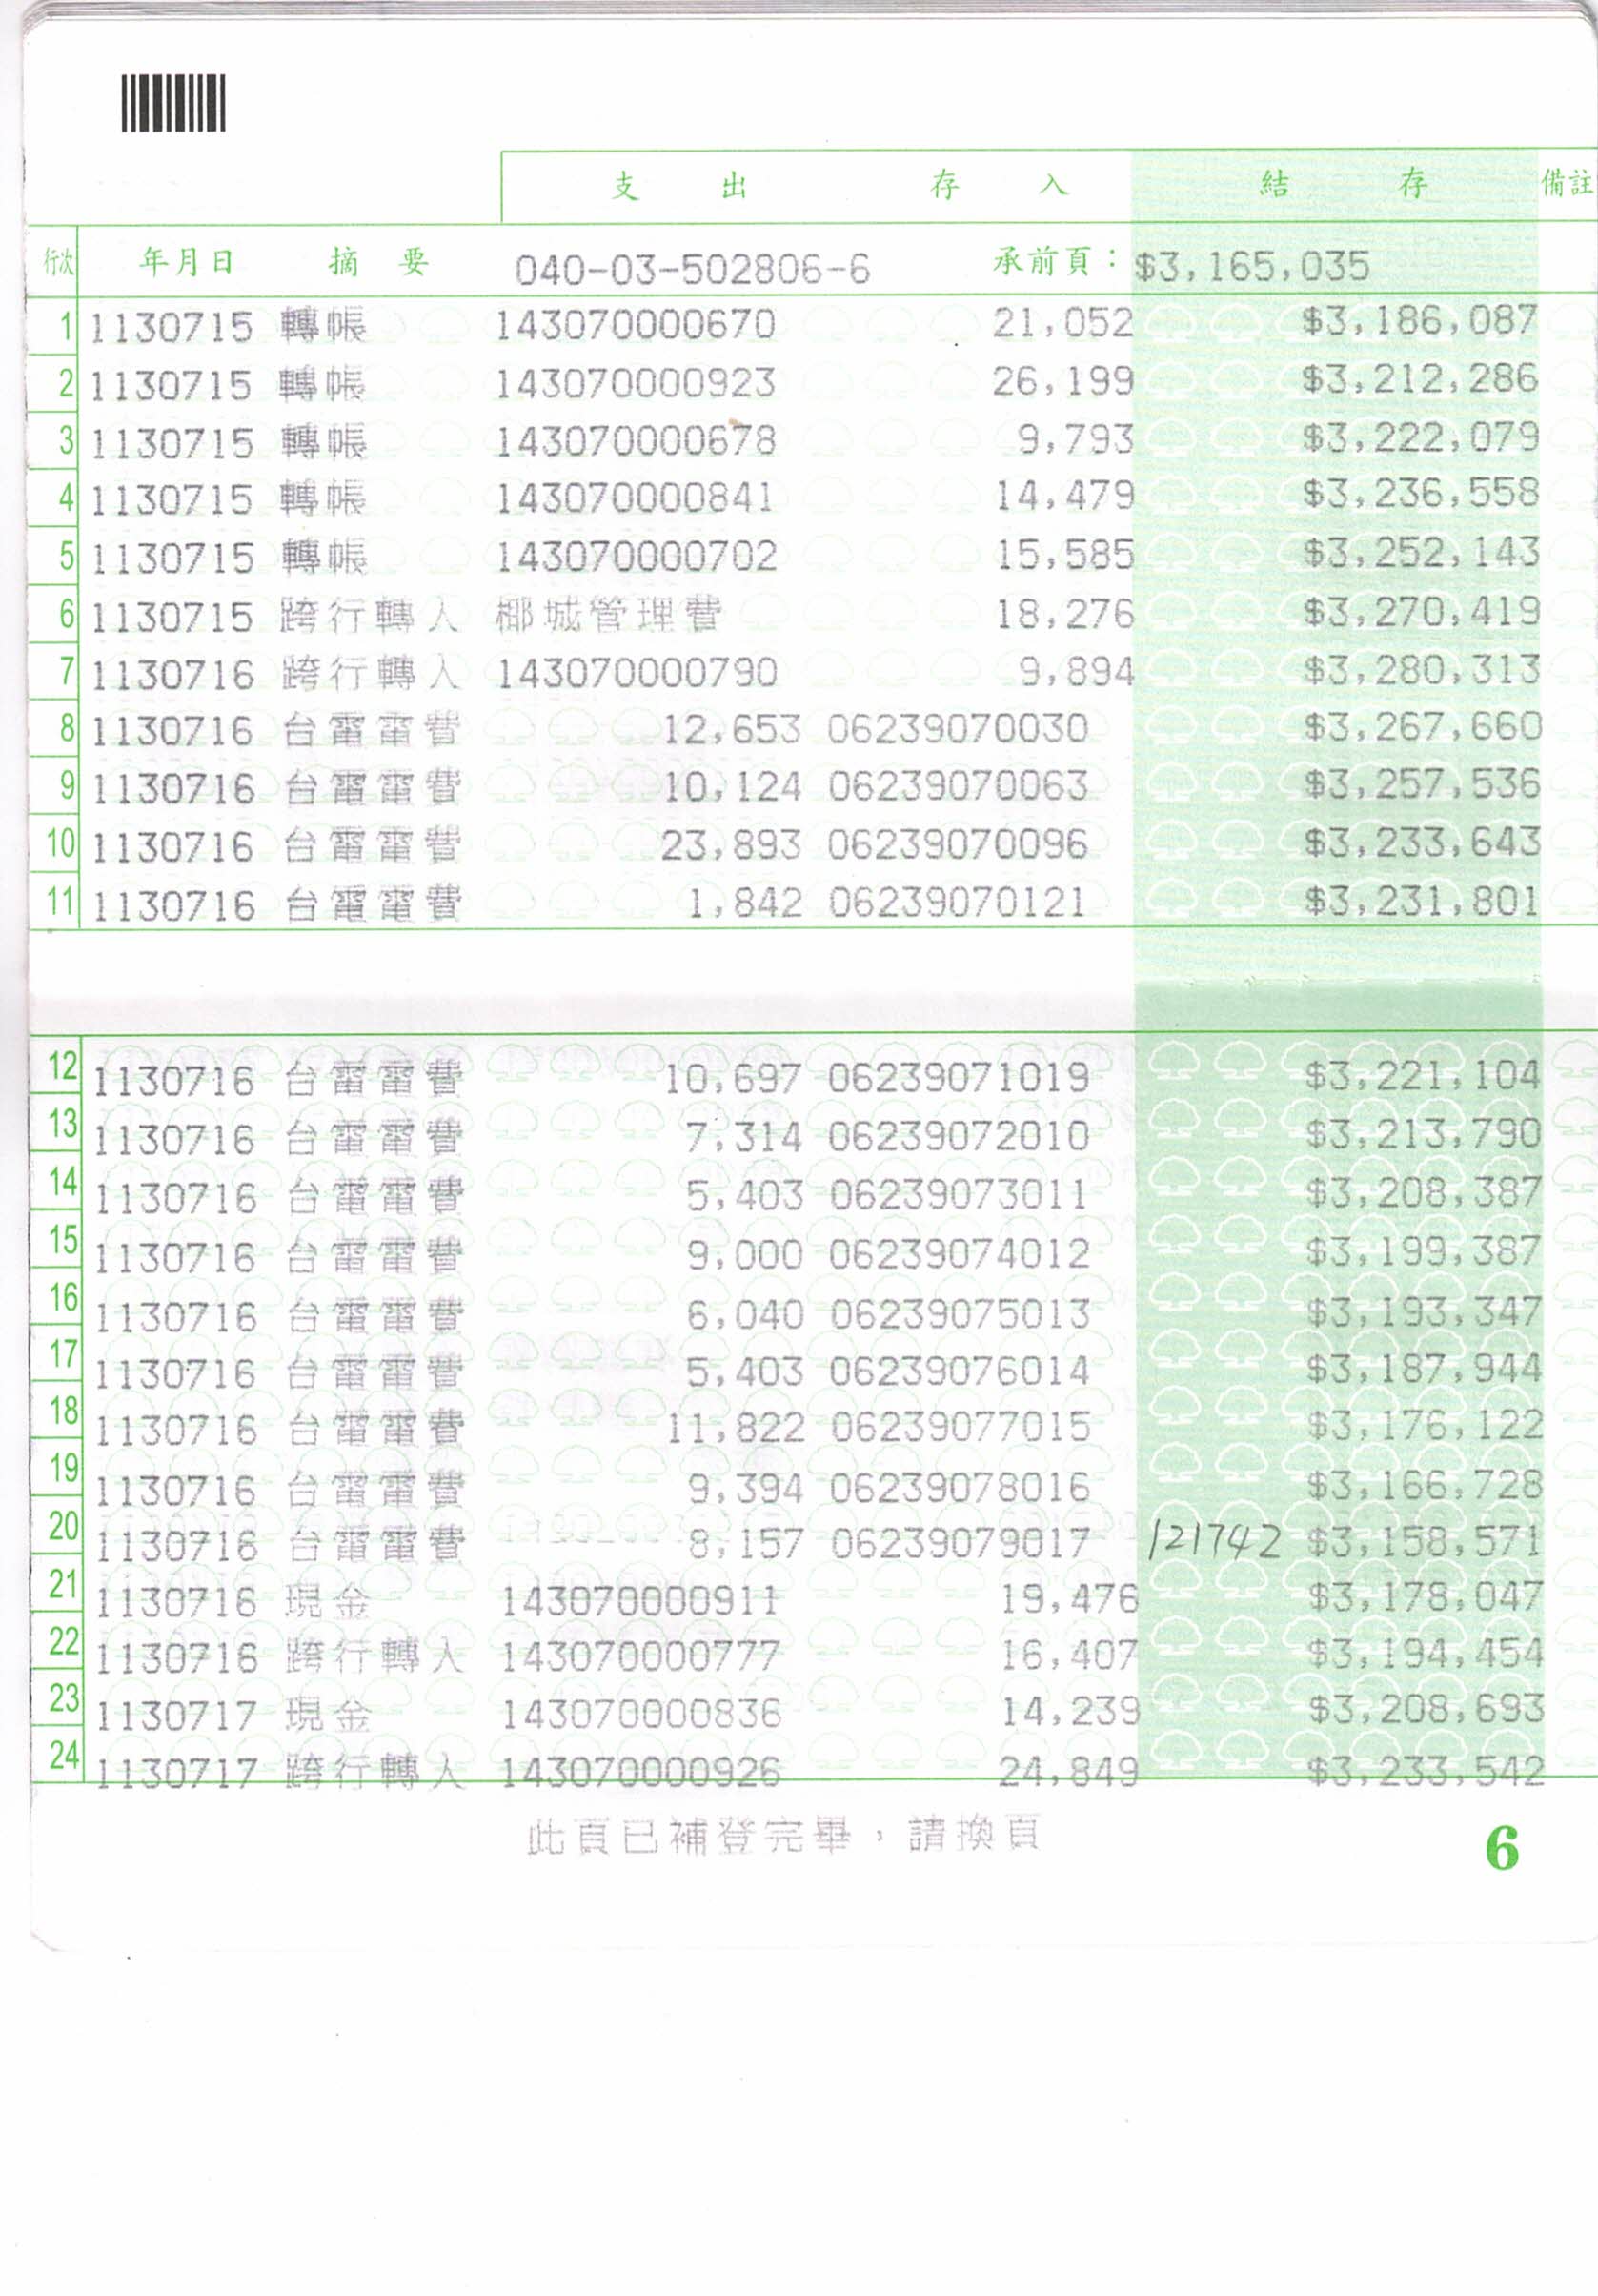 支出 存入 結存 備註
行次 年月日 摘要 040-03-502806-6 承前頁：$3,165,035
1 1130715 轉帳 143070000670 21,052 $3,186,087
2 1130715 轉帳 143070000923 26,199 $3,212,286
3 1130715 轉帳 143070000678 9,793 $3,222,079
4 1130715 轉帳 143070000841 14,479 $3,236,558
5 1130715 轉帳 143070000702 15,585 $3,252,143
6 1130715 跨行轉入 椰城管理費 18,276 $3,270,419
7 1130716 跨行轉入 143070000790 9,894 $3,280,313
8 1130716 台電電費 12,653 06239070030 $3,267,660
9 1130716 台電電費 10,124 06239070063 $3,257,536
10 1130716 台電電費 23,893 06239070096 $3,233,643
11 1130716 台電電費 1,842 06239070121 $3,231,801
12 1130716 台電電費 10,697 06239071019 $3,221,104
13 1130716 台電電費 7,314 06239072010 $3,213,790
14 1130716 台電電費 5,403 06239073011 $3,208,387
15 1130716 台電電費 9,000 06239074012 $3,199,387
16 1130716 台電電費 6,040 06239075013 $3,193,347
17 1130716 台電電費 5,403 06239076014 $3,187,944
18 1130716 台電電費 11,822 06239077015 $3,176,122
19 1130716 台電電費 9,394 06239078016 $3,166,728
20 1130716 台電電費 8,157 06239079017 121742 $3,158,571
21 1130716 現金 143070000911 19,476 $3,178,047
22 1130716 跨行轉入 143070000777 16,407 $3,194,454
23 1130717 現金 143070000836 14,239 $3,208,693
24 1130717 跨行轉入 143070000926 24,849 $3,233,542
此頁已補登完畢，請換頁
6